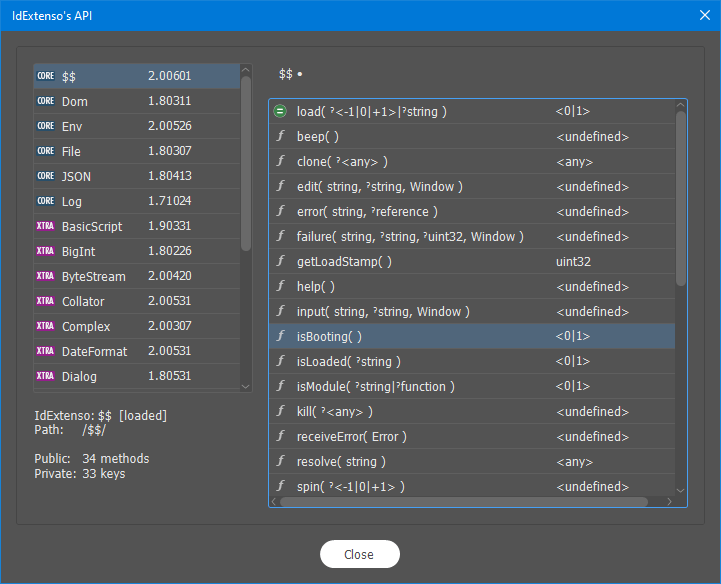 IdExtenso's API
CORE $$ 2.00601
CORE Dom 1.80311
CORE Env 2.00526
CORE File 1.80307
CORE JSON 1.80413
CORE Log 1.71024
XTRA BasicScript 1.90331
XTRA BigInt 1.80226
XTRA ByteStream 2.00420
XTRA Collator 2.00531
XTRA Complex 2.00307
XTRA DateFormat 2.00531
XTRA Dialog 1.80531
IdExtenso: $$ [loaded]
Path: /$$/
Public: 34 methods
Private: 33 keys
$$ •
= load( ?<-1|0|+1>|?string ) <0|1>
f beep( ) <undefined>
f clone( ?<any> ) <any>
f edit( string, ?string, Window ) <undefined>
f error( string, ?reference ) <undefined>
f failure( string, ?string, ?uint32, Window ) <undefined>
f getLoadStamp( ) uint32
f help( ) <undefined>
f input( string, ?string, Window ) <undefined>
f isBooting( ) <0|1>
f isLoaded( ?string ) <0|1>
f isModule( ?string|?function ) <0|1>
f kill( ?<any> ) <undefined>
f receiveError( Error ) <undefined>
f resolve( string ) <any>
f spin( ?<-1|0|+1> ) <undefined>
Close